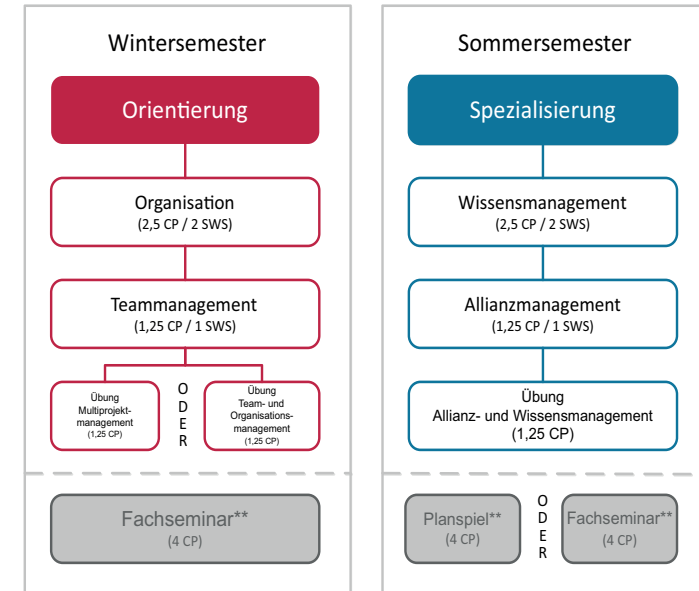 Wintersemester
Orientierung
Organisation
(2,5 CP / 2 SWS)
Teammanagement
(1,25 CP / 1 SWS)
Übung
Multiprojekt-
management
(1,25 CP)
O
D
E
R
Übung
Team- und
Organisations-
management
(1,25 CP)
Fachseminar**
(4 CP)
Sommersemester
Spezialisierung
Wissensmanagement
(2,5 CP / 2 SWS)
Allianzmanagement
(1,25 CP / 1 SWS)
Übung
Allianz- und Wissensmanagement
(1,25 CP)
Planspiel**
(4 CP)
O
D
E
R
Fachseminar**
(4 CP)